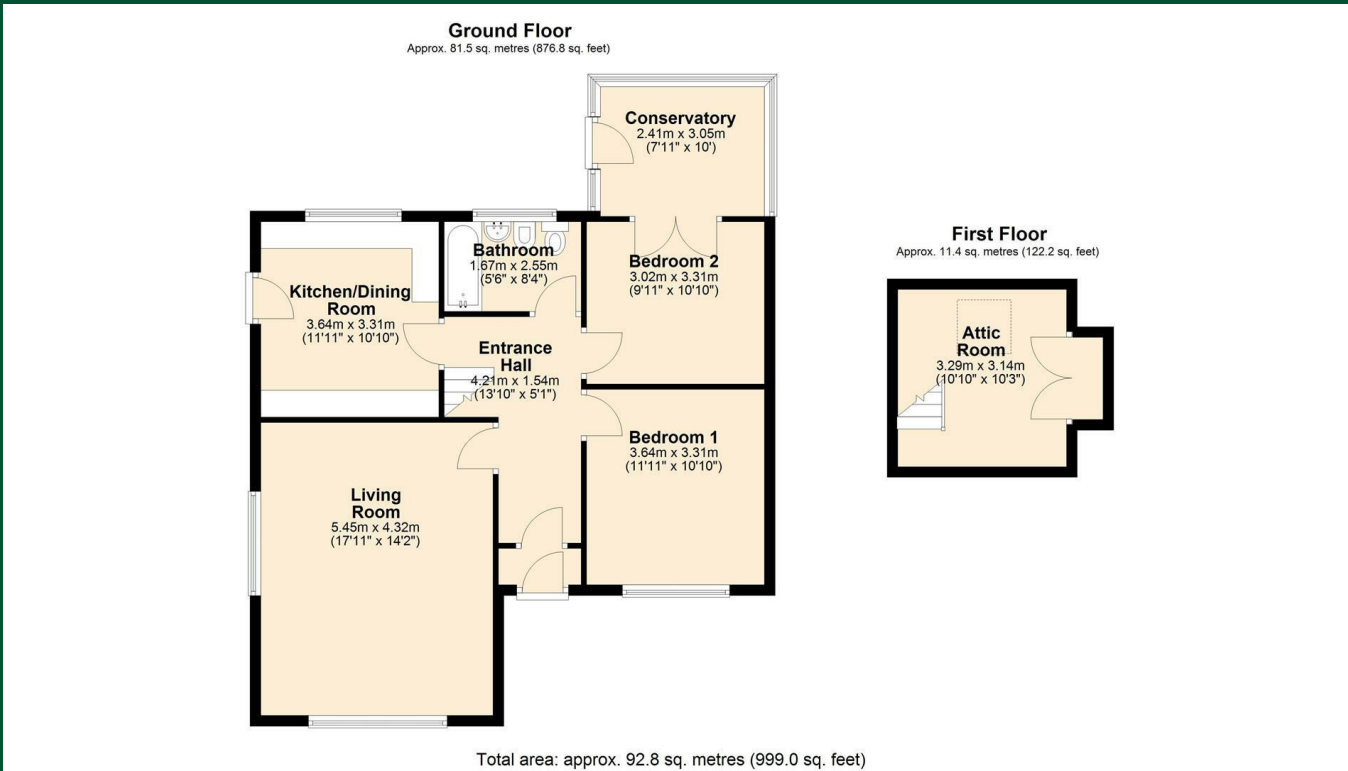 Ground Floor
Approx. 81.5 sq. metres (876.8 sq. feet)
Conservatory
2.41m x 3.05m
(7'11" x 10')
Bathroom
1.67m x 2.55m
(5'6" x 8'4")
Bedroom 2
3.02m x 3.31m
(9'11" x 10'10")
Kitchen/Dining
Room
3.64m x 3.31m
(11'11" x 10'10")
Entrance
Hall
4.21m x 1.54m
(13'10" x 5'1")
Bedroom 1
3.64m x 3.31m
(11'11" x 10'10")
Living
Room
5.45m x 4.32m
(17'11" x 14'2")
First Floor
Approx. 11.4 sq. metres (122.2 sq. feet)
Attic
Room
3.29m x 3.14m
(10'10" x 10'3")
Total area: approx. 92.8 sq. metres (999.0 sq. feet)